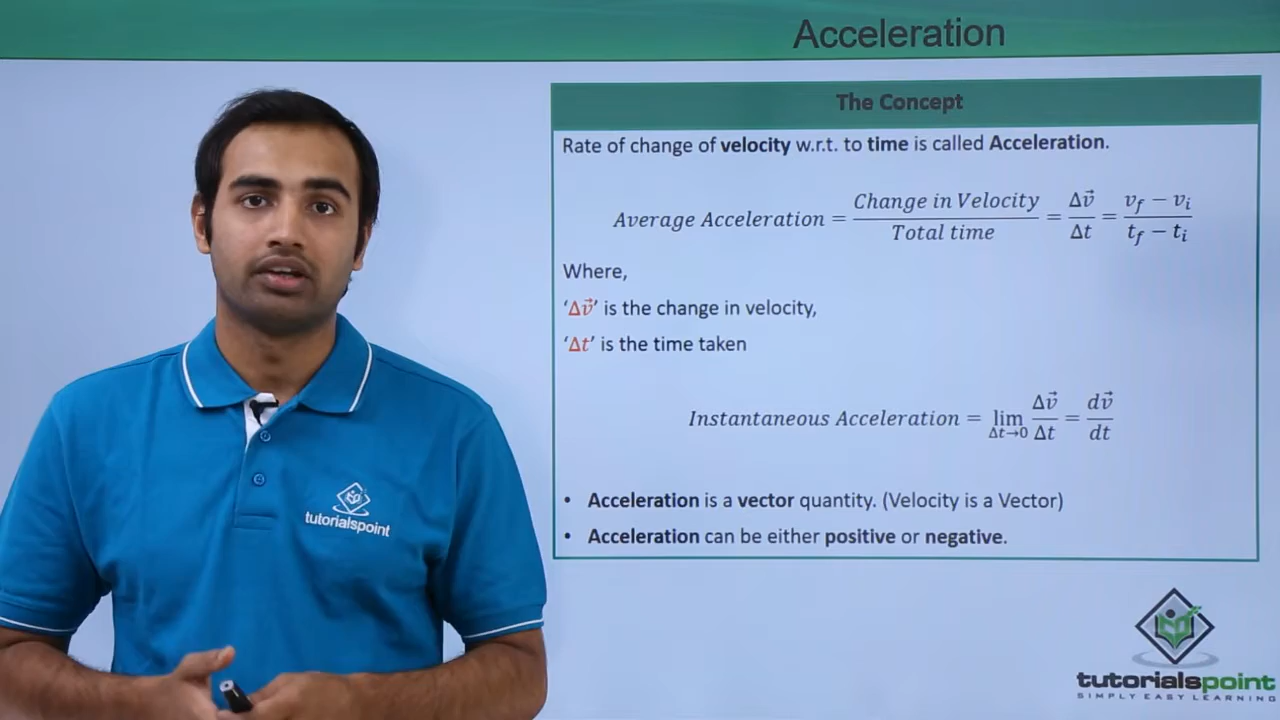 Acceleration
The Concept
Rate of change of velocity w.r.t. to time is called Acceleration.
Average Acceleration = Change in Velocity / Total time = Δv⃗ / Δt = v_f − v_i / t_f − t_i
Where,
‘Δv⃗’ is the change in velocity,
‘Δt’ is the time taken
Instantaneous Acceleration = lim Δt→0 Δv⃗ / Δt = dv⃗ / dt
• Acceleration is a vector quantity. (Velocity is a Vector)
• Acceleration can be either positive or negative.
tutorialspoint
tutorialspoint
SIMPLY EASY LEARNING